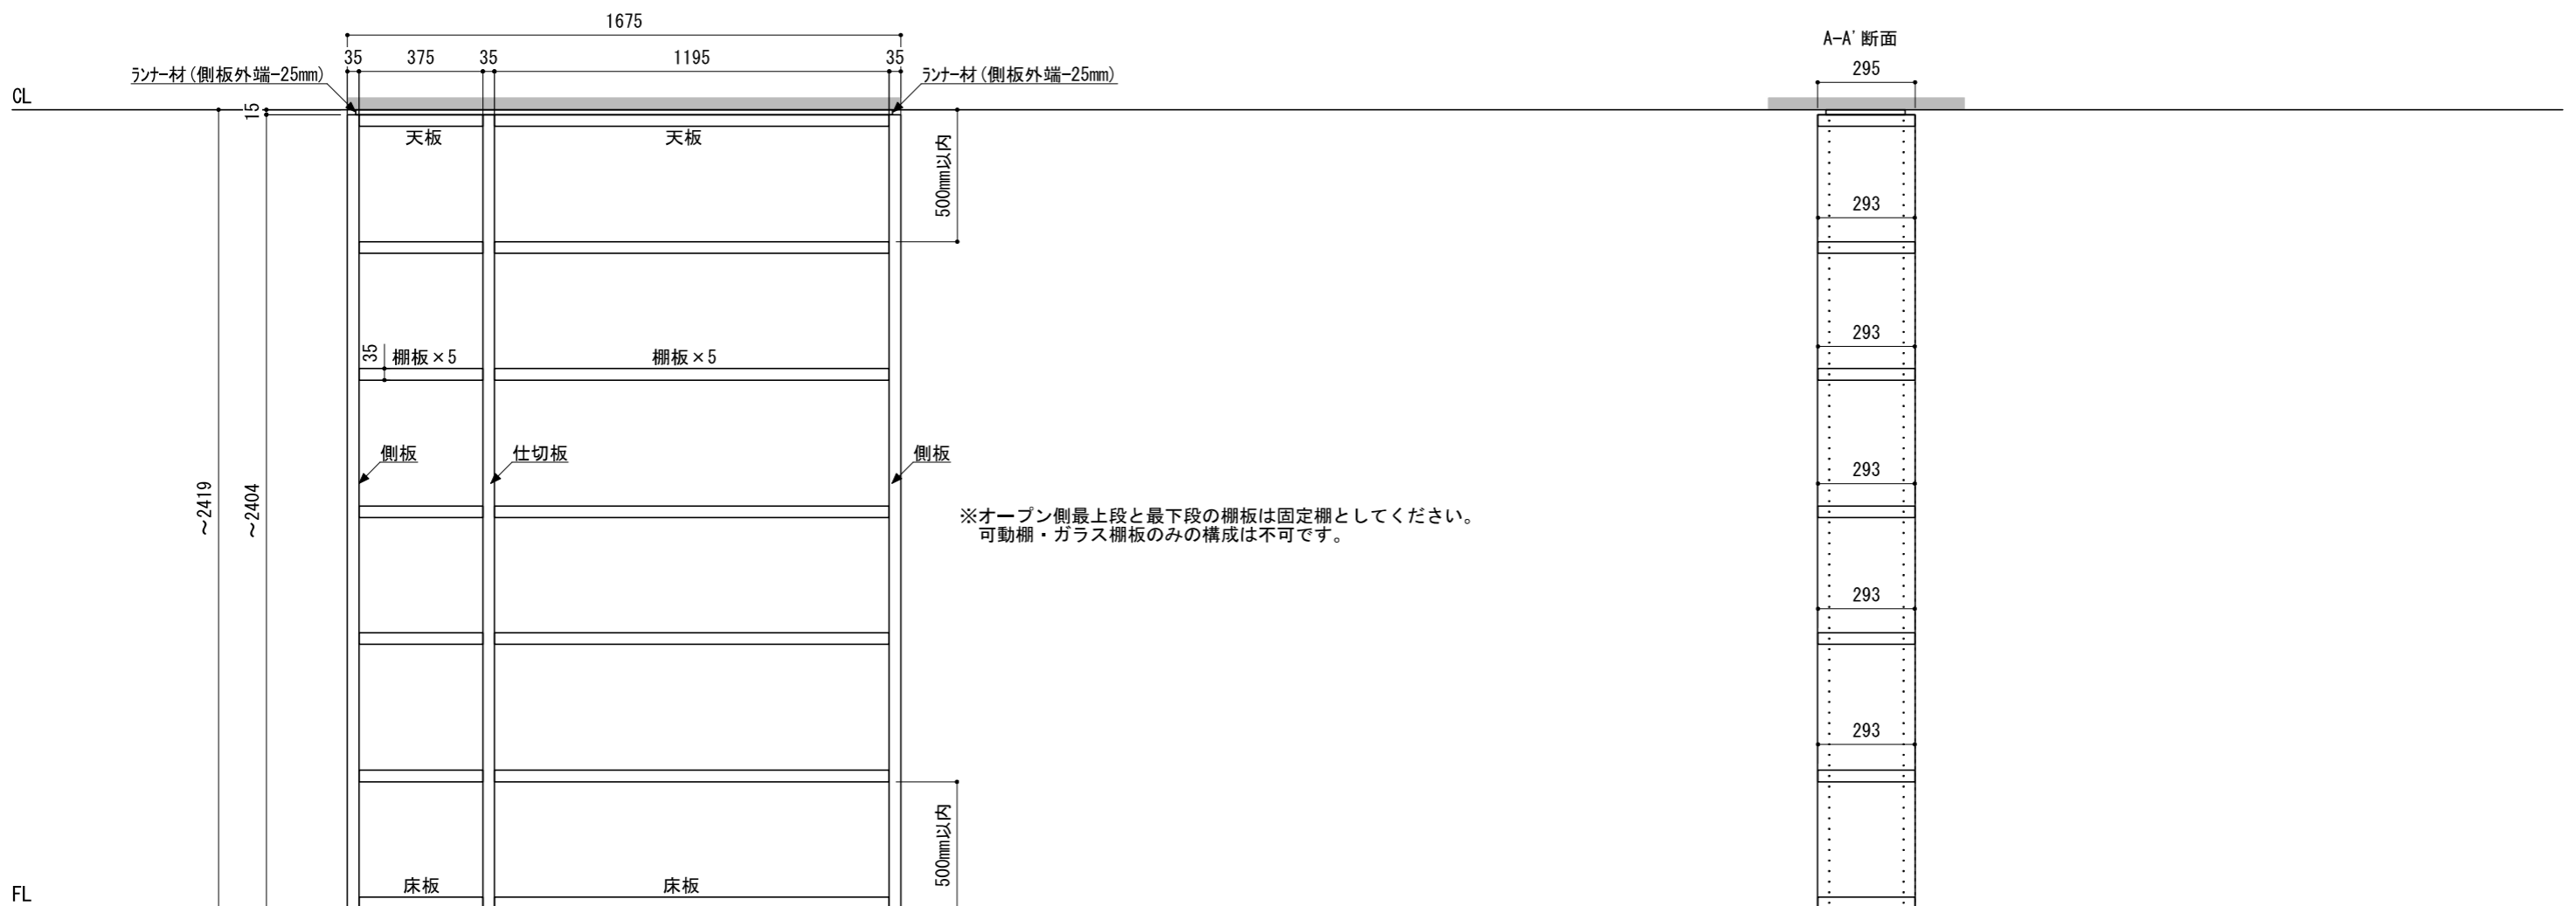 1675
A-A' 断面
35 375 35 1195 35
295
ﾗﾝﾅｰ材(側板外端-25mm)
ﾗﾝﾅｰ材(側板外端-25mm)
CL
15
天板
天板
500mm以内
293
293
35
棚板×5
棚板×5
側板
仕切板
側板
293
～2419
～2404
※オープン側最上段と最下段の棚板は固定棚としてください。
可動棚・ガラス棚板のみの構成は不可です。
293
293
500mm以内
床板
床板
FL